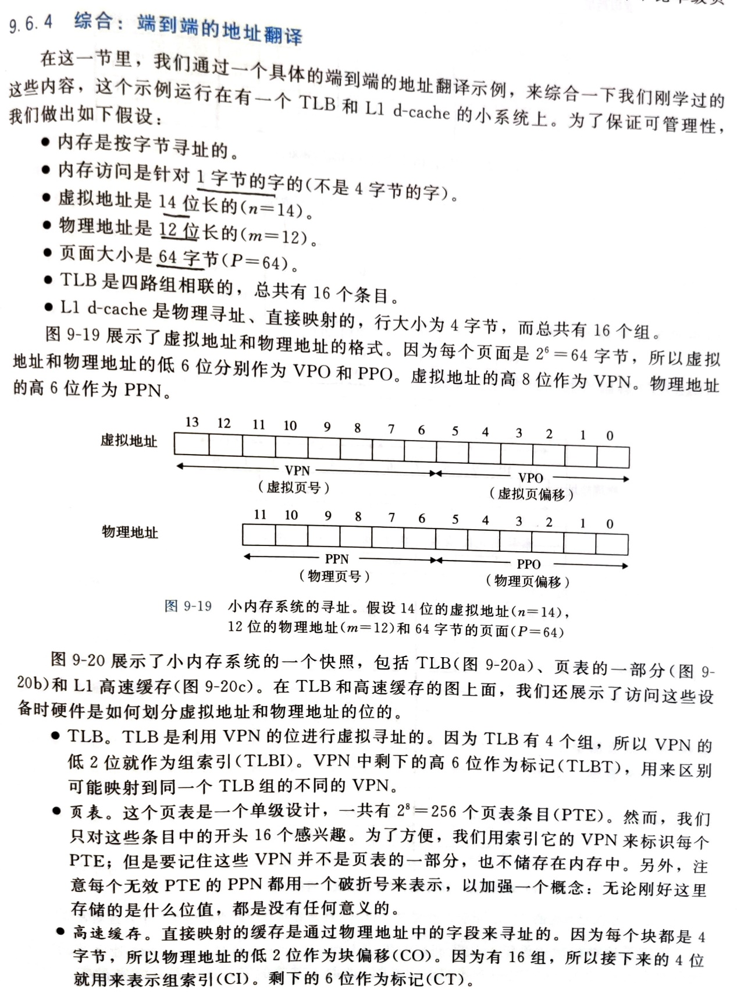 9.6.4 综合：端到端的地址翻译
在这一节里，我们通过一个具体的端到端的地址翻译示例，来综合一下我们刚学过的
这些内容，这个示例运行在有一个 TLB 和 L1 d-cache 的小系统上。为了保证可管理性，
我们做出如下假设：
● 内存是按字节寻址的。
● 内存访问是针对 1 字节的字的(不是 4 字节的字)。
● 虚拟地址是 14 位长的(n=14)。
● 物理地址是 12 位长的(m=12)。
● 页面大小是 64 字节(P=64)。
● TLB 是四路组相联的，总共有 16 个条目。
● L1 d-cache 是物理寻址、直接映射的，行大小为 4 字节，而总共有 16 个组。
图 9-19 展示了虚拟地址和物理地址的格式。因为每个页面是 2⁶=64 字节，所以虚拟
地址和物理地址的低 6 位分别作为 VPO 和 PPO。虚拟地址的高 8 位作为 VPN。物理地址
的高 6 位作为 PPN。
13 12 11 10 9 8 7 6 5 4 3 2 1 0
虚拟地址
VPN VPO
（虚拟页号） （虚拟页偏移）
11 10 9 8 7 6 5 4 3 2 1 0
物理地址
PPN PPO
（物理页号） （物理页偏移）
图 9-19 小内存系统的寻址。假设 14 位的虚拟地址(n=14)，
12 位的物理地址(m=12)和 64 字节的页面(P=64)
图 9-20 展示了小内存系统的一个快照，包括 TLB(图 9-20a)、页表的一部分(图 9-
20b)和 L1 高速缓存(图 9-20c)。在 TLB 和高速缓存的图上面，我们还展示了访问这些设
备时硬件是如何划分虚拟地址和物理地址的位的。
● TLB。TLB 是利用 VPN 的位进行虚拟寻址的。因为 TLB 有 4 个组，所以 VPN 的
低 2 位就作为组索引(TLBI)。VPN 中剩下的高 6 位作为标记(TLBT)，用来区别
可能映射到同一个 TLB 组的不同的 VPN。
● 页表。这个页表是一个单级设计，一共有 2⁸=256 个页表条目(PTE)。然而，我们
只对这些条目中的开头 16 个感兴趣。为了方便，我们用索引它的 VPN 来标识每个
PTE；但是要记住这些 VPN 并不是页表的一部分，也不储存在内存中。另外，注
意每个无效 PTE 的 PPN 都用一个破折号来表示，以加强一个概念：无论刚好这里
存储的是什么位值，都是没有任何意义的。
● 高速缓存。直接映射的缓存是通过物理地址中的字段来寻址的。因为每个块都是 4
字节，所以物理地址的低 2 位作为块偏移(CO)。因为有 16 组，所以接下来的 4 位
就用来表示组索引(CI)。剩下的 6 位作为标记(CT)。